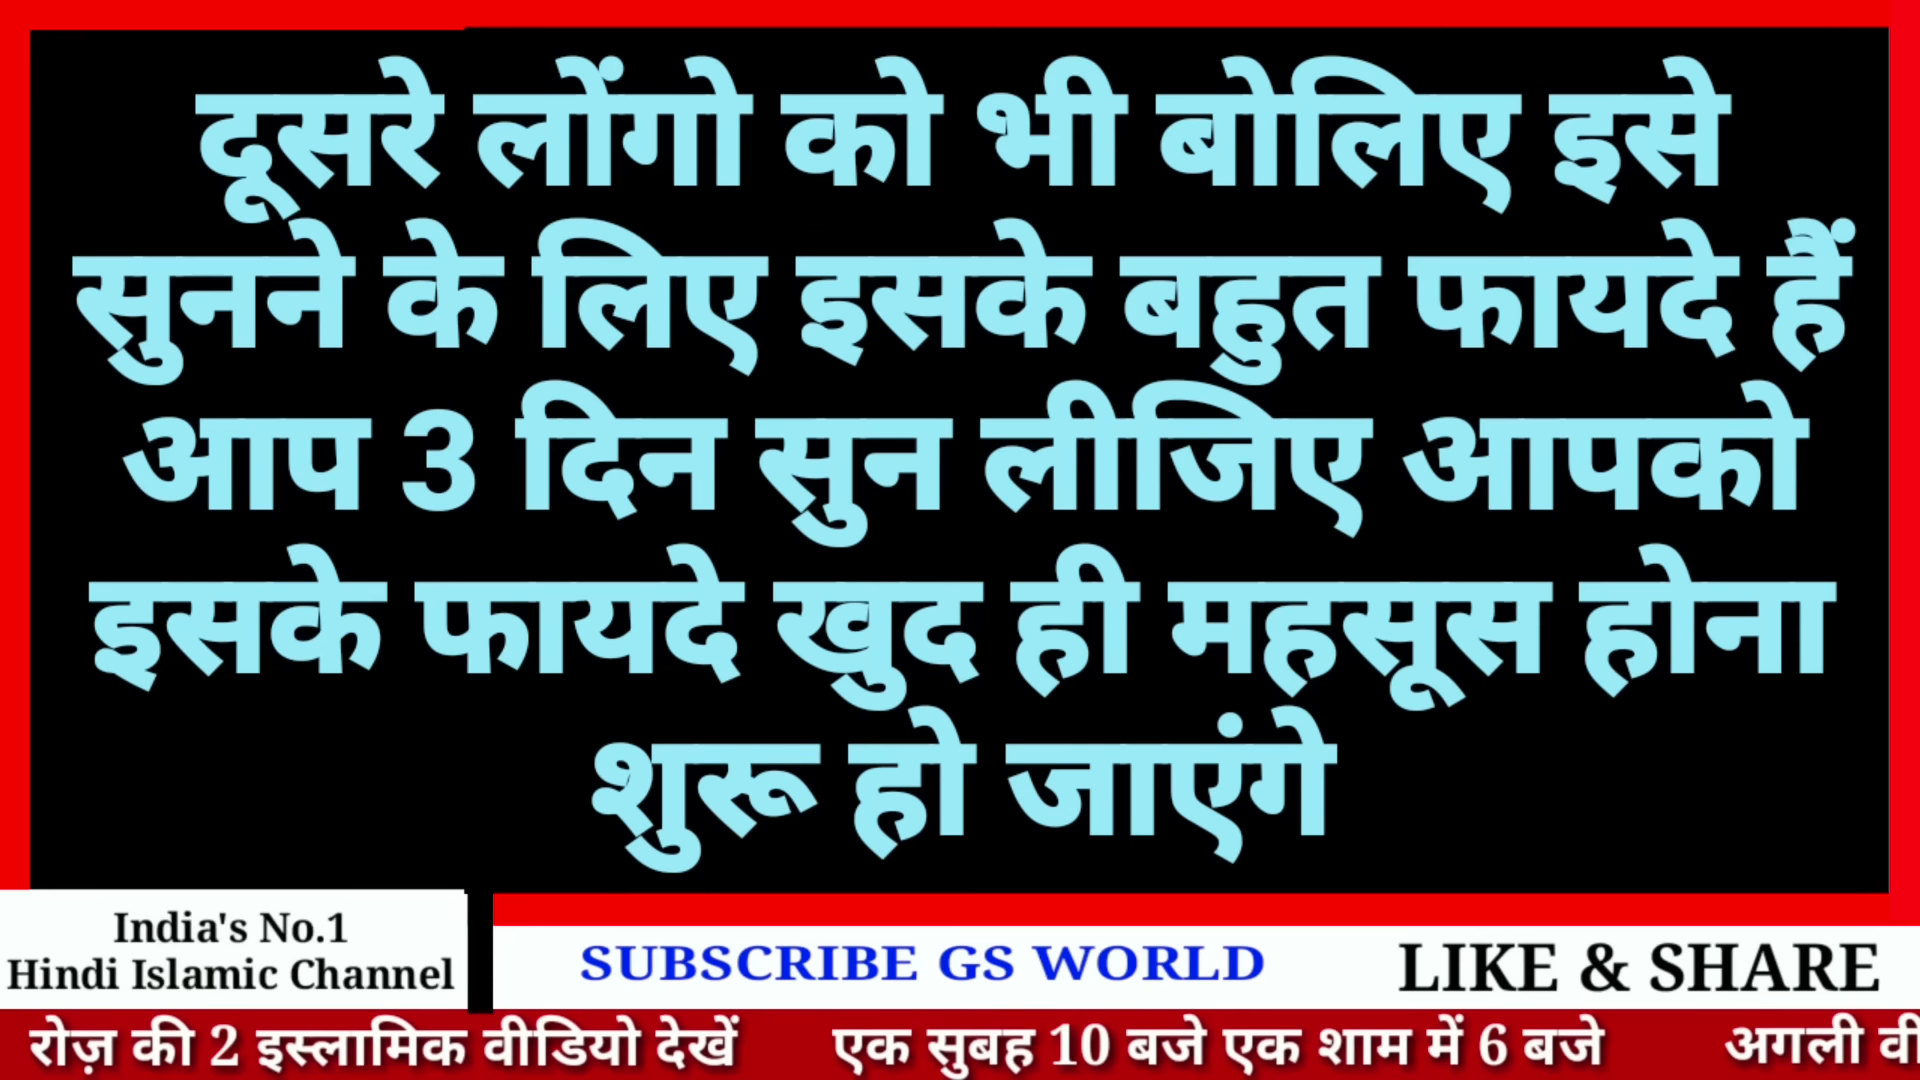 दूसरे लोंगो को भी बोलिए इसे
सुनने के लिए इसके बहुत फायदे हैं
आप 3 दिन सुन लीजिए आपको
इसके फायदे खुद ही महसूस होना
शुरू हो जाएंगे
India's No.1
Hindi Islamic Channel
SUBSCRIBE GS WORLD
LIKE & SHARE
रोज़ की 2 इस्लामिक वीडियो देखें एक सुबह 10 बजे एक शाम में 6 बजे अगली